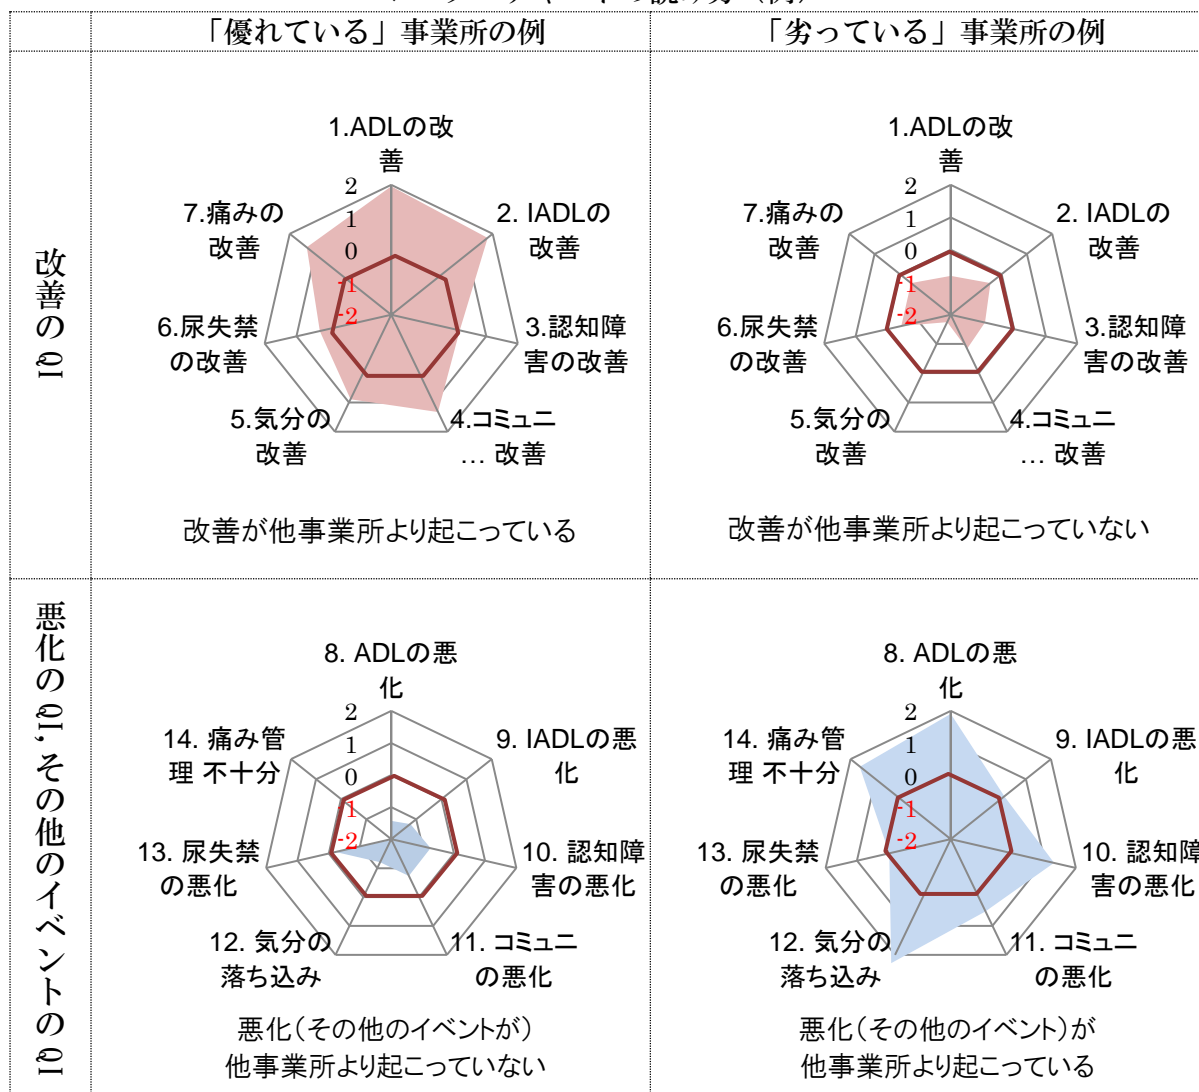 「優れている」事業所の例
「劣っている」事業所の例
改善のQI
1.ADLの改
善
2. IADLの
改善
3.認知障
害の改善
4.コミュニ
… 改善
5.気分の
改善
6.尿失禁
の改善
7.痛みの
改善
2
1
0
-1
-2
改善が他事業所より起こっている
1.ADLの改
善
2. IADLの
改善
3.認知障
害の改善
4.コミュニ
… 改善
5.気分の
改善
6.尿失禁
の改善
7.痛みの
改善
2
1
0
-1
-2
改善が他事業所より起こっていない
悪化のQI, その他のイベントのQI
8. ADLの悪
化
9. IADLの悪
化
10. 認知障
害の悪化
11. コミュニ
の悪化
12. 気分の
落ち込み
13. 尿失禁
の悪化
14. 痛み管
理 不十分
2
1
0
-1
-2
悪化(その他のイベントが)
他事業所より起こっていない
8. ADLの悪
化
9. IADLの悪
化
10. 認知障
害の悪化
11. コミュニ
の悪化
12. 気分の
落ち込み
13. 尿失禁
の悪化
14. 痛み管
理 不十分
2
1
0
-1
-2
悪化(その他のイベント)が
他事業所より起こっている